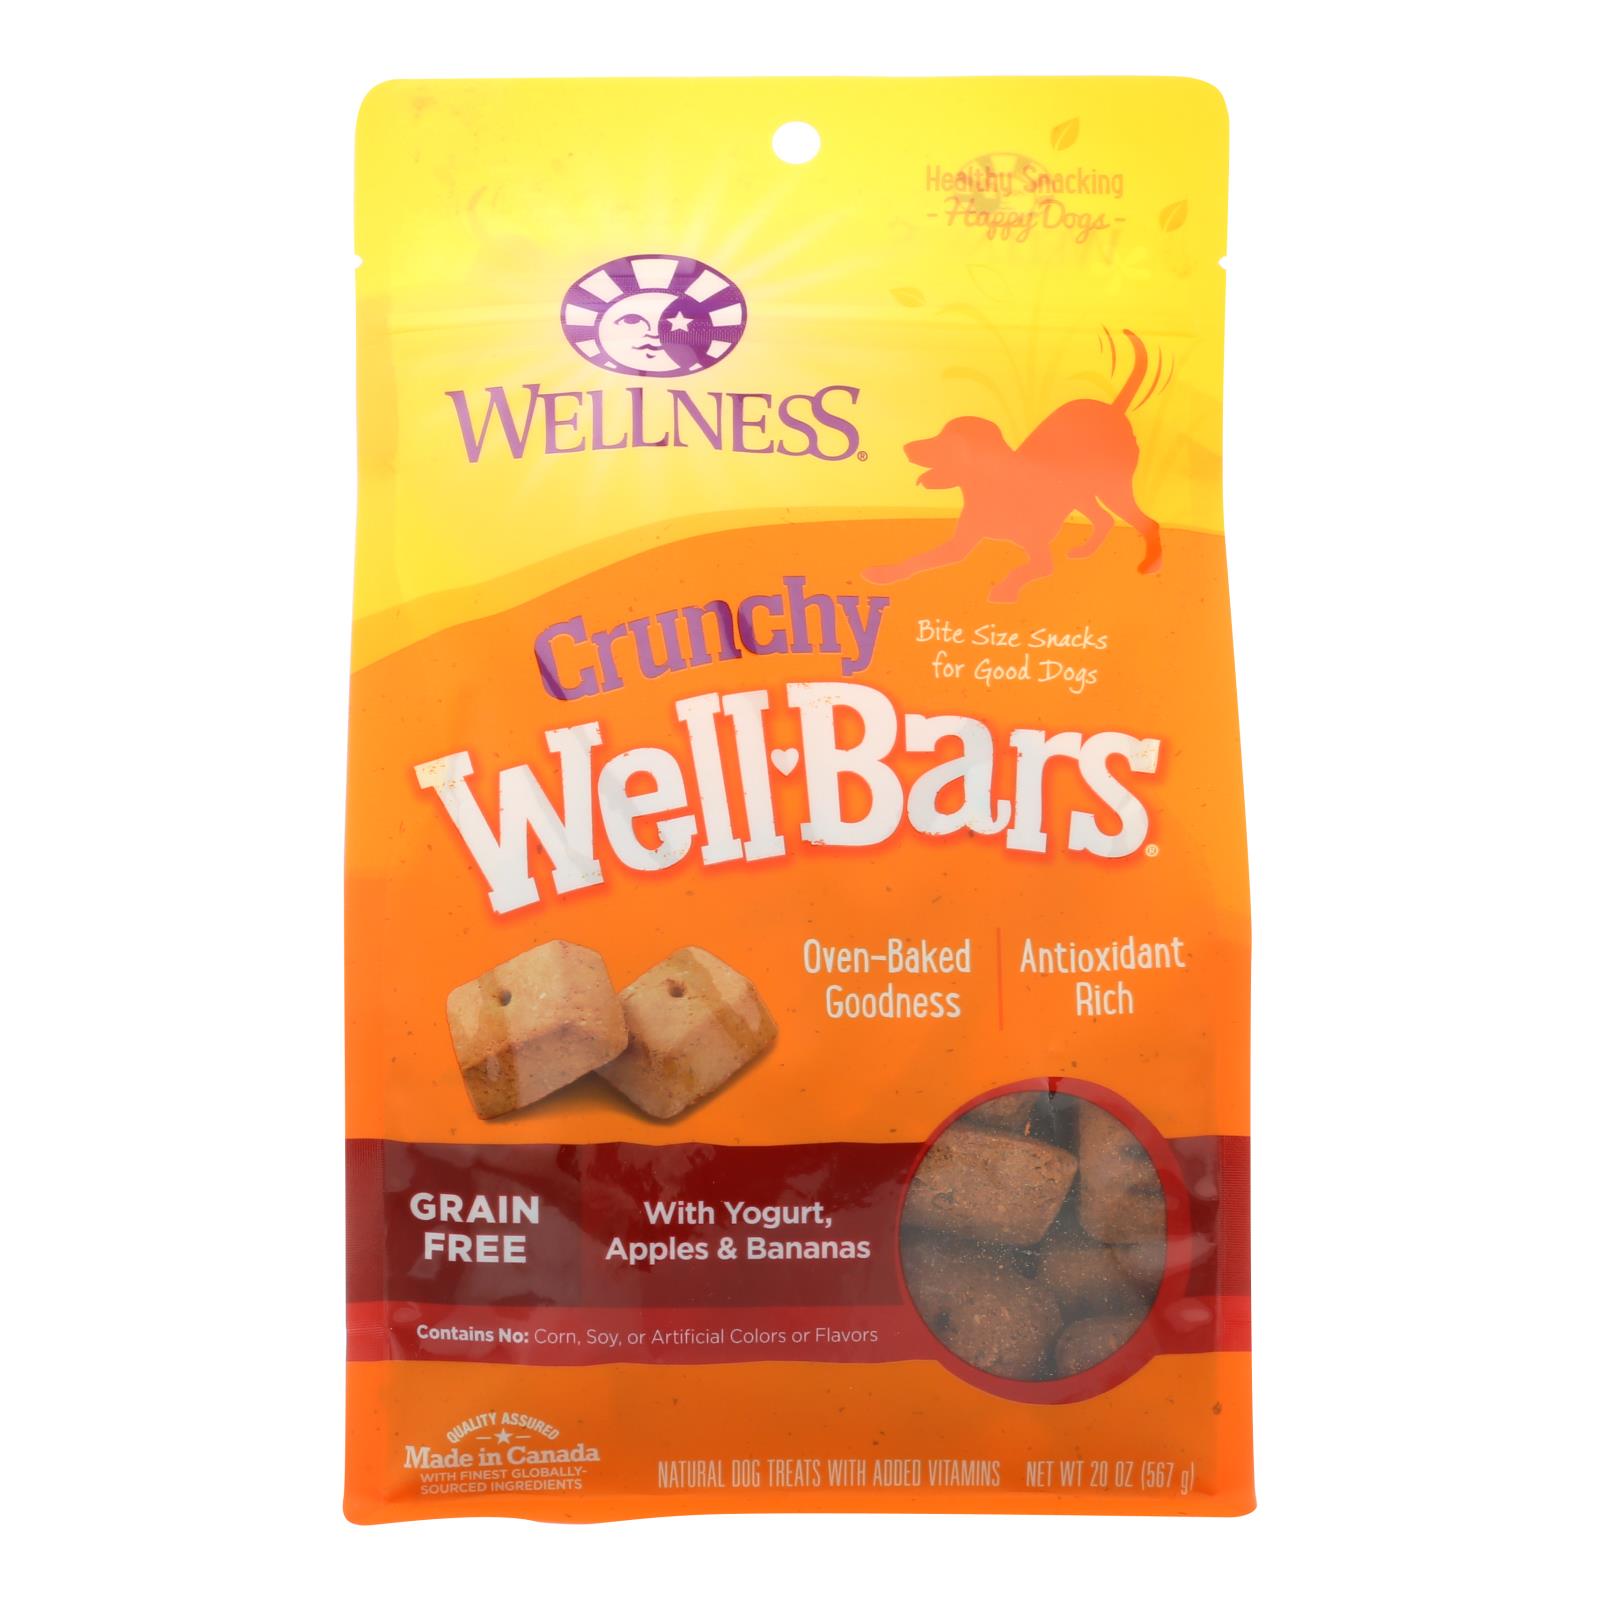 Healthy Snacking
- Happy Dogs -
WELLNESS®
Crunchy
Bite Size Snacks
for Good Dogs
Well Bars®
Oven-Baked
Goodness
Antioxidant
Rich
GRAIN
FREE
With Yogurt,
Apples & Bananas
Contains No: Corn, Soy, or Artificial Colors or Flavors
QUALITY ASSURED
Made in Canada
WITH FINEST GLOBALLY-
SOURCED INGREDIENTS
NATURAL DOG TREATS WITH ADDED VITAMINS NET WT 20 OZ (567 g)